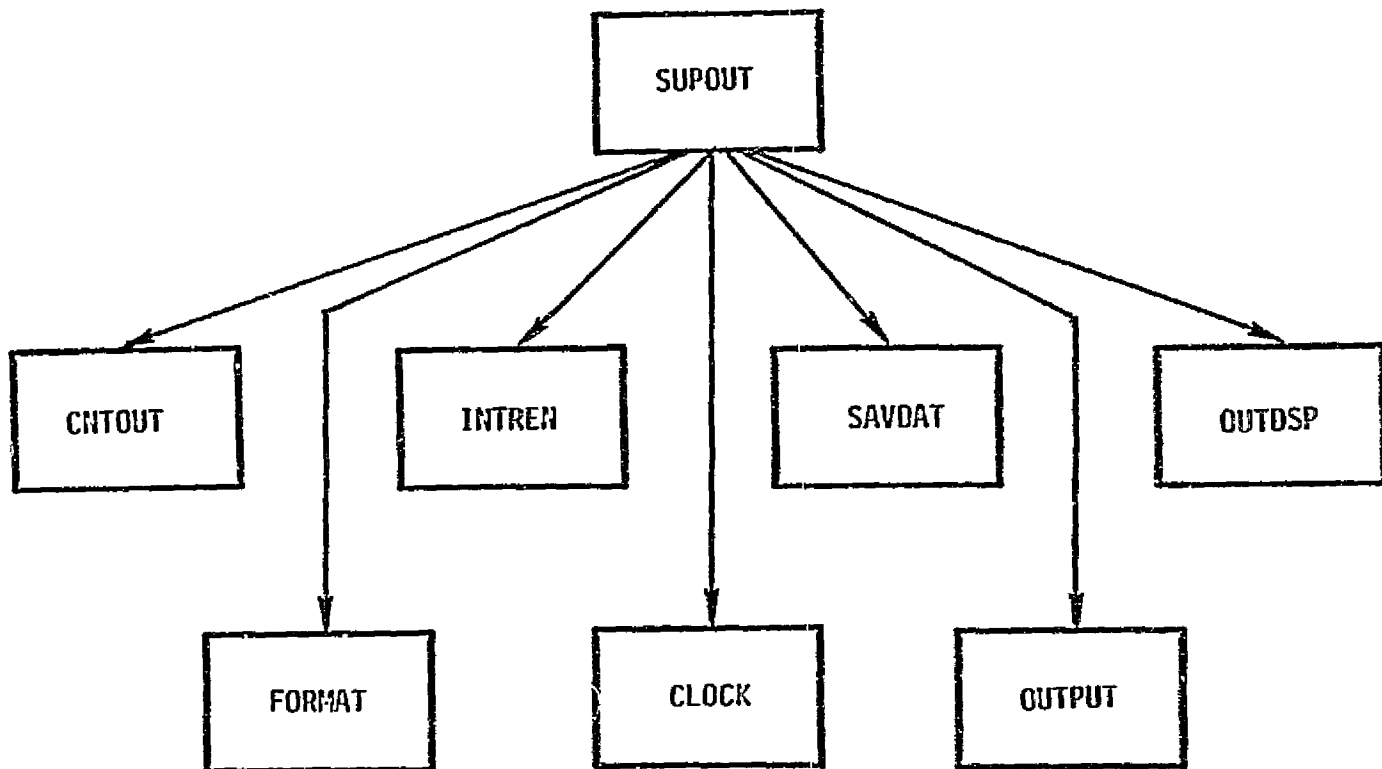 SUPOUT
CNTOUT
INTREN
SAVDAT
OUTDSP
FORMAT
CLOCK
OUTPUT